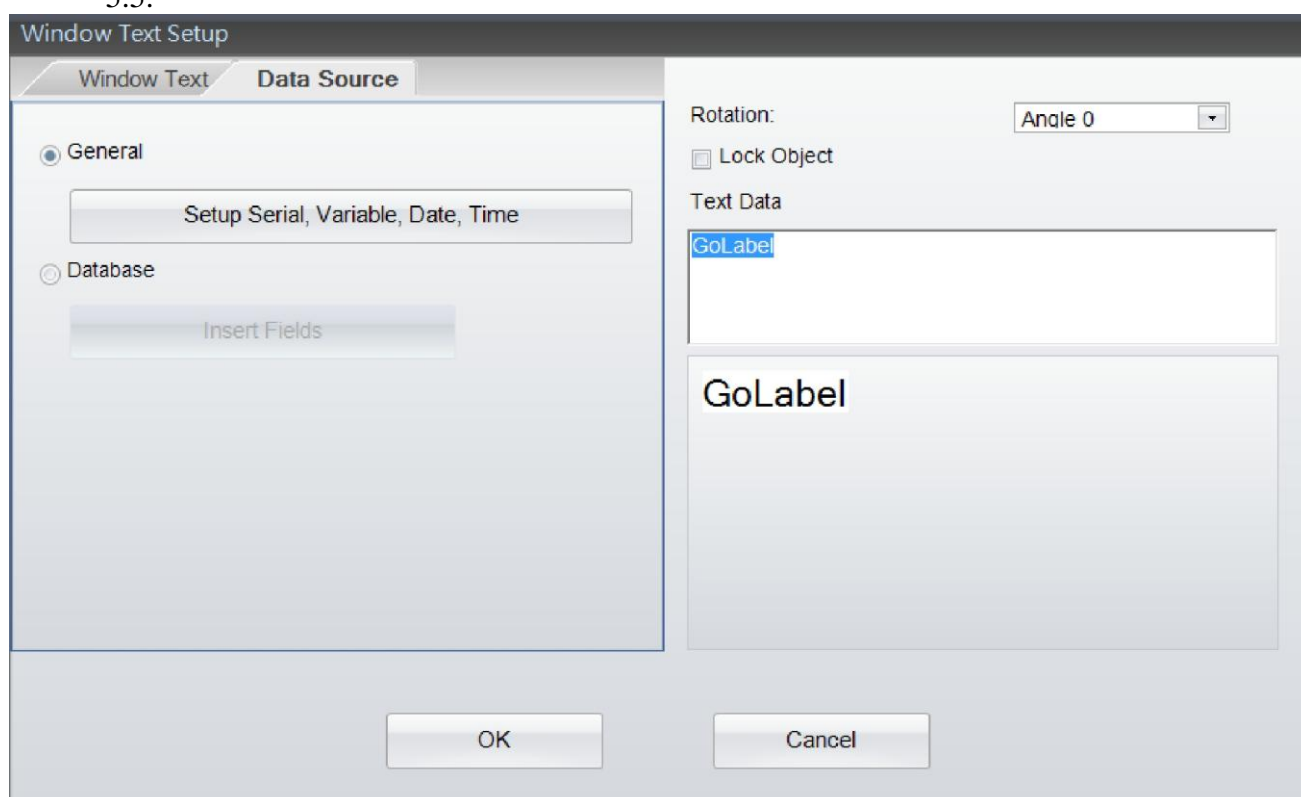 Window Text Setup
Window Text
Data Source
General
Setup Serial, Variable, Date, Time
Database
Insert Fields
Rotation:
Angle 0
Lock Object
Text Data
GoLabel
GoLabel
OK
Cancel